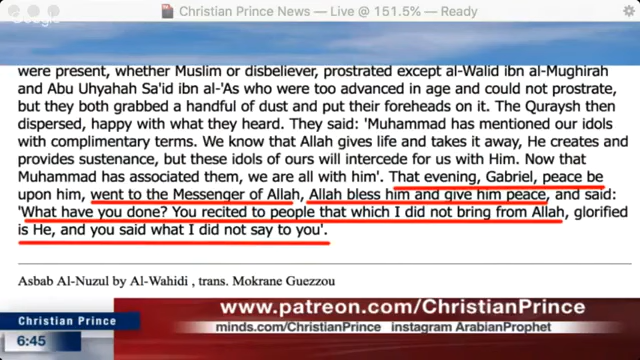 Christian Prince News — Live @ 151.5% — Ready
were present, whether Muslim or disbeliever, prostrated except al-Walid ibn al-Mughirah
and Abu Uhyahah Sa'id ibn al-'As who were too advanced in age and could not prostrate,
but they both grabbed a handful of dust and put their foreheads on it. The Quraysh then
dispersed, happy with what they heard. They said: 'Muhammad has mentioned our idols
with complimentary terms. We know that Allah gives life and takes it away, He creates and
provides sustenance, but these idols of ours will intercede for us with Him. Now that
Muhammad has associated them, we are all with him'. That evening, Gabriel, peace be
upon him, went to the Messenger of Allah, Allah bless him and give him peace, and said:
'What have you done? You recited to people that which I did not bring from Allah, glorified
is He, and you said what I did not say to you'.
Asbab Al-Nuzul by Al-Wahidi , trans. Mokrane Guezzou
www.patreon.com/ChristianPrince
Christian Prince
minds.com/ChristianPrince instagram ArabianProphet
6:45